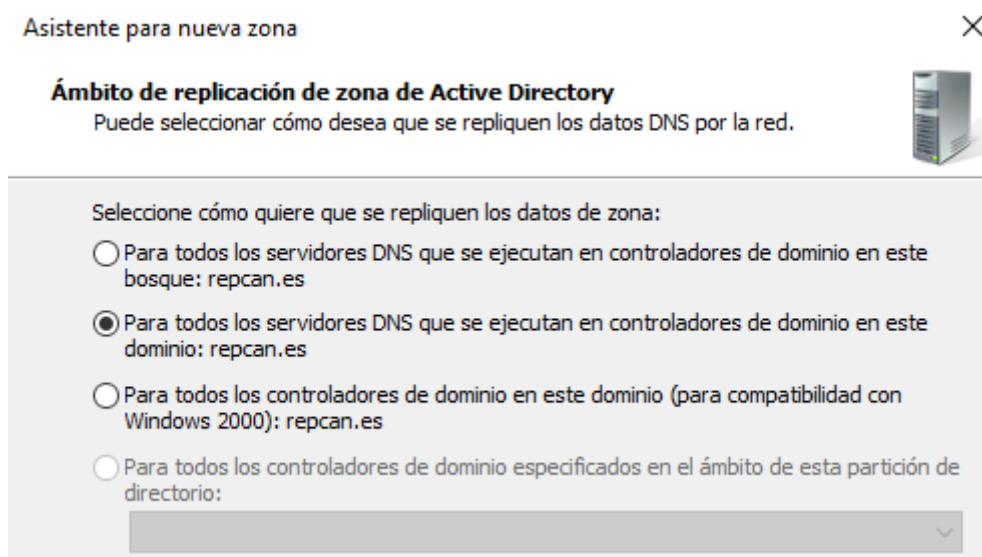 Asistente para nueva zona
Ámbito de replicación de zona de Active Directory
Puede seleccionar cómo desea que se repliquen los datos DNS por la red.
Seleccione cómo quiere que se repliquen los datos de zona:
Para todos los servidores DNS que se ejecutan en controladores de dominio en este
bosque: repcan.es
Para todos los servidores DNS que se ejecutan en controladores de dominio en este
dominio: repcan.es
Para todos los controladores de dominio en este dominio (para compatibilidad con
Windows 2000): repcan.es
Para todos los controladores de dominio especificados en el ámbito de esta partición de
directorio: